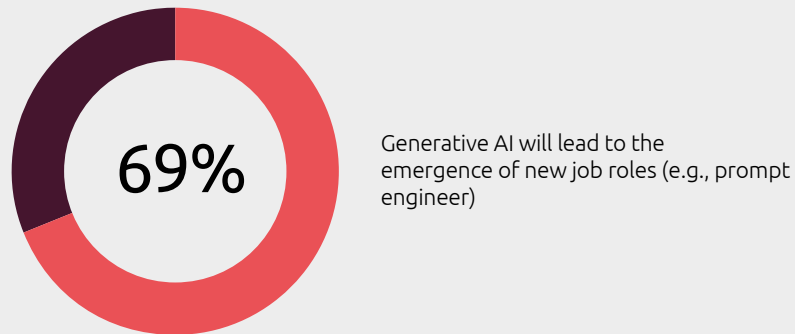 69%
Generative AI will lead to the
emergence of new job roles (e.g., prompt
engineer)